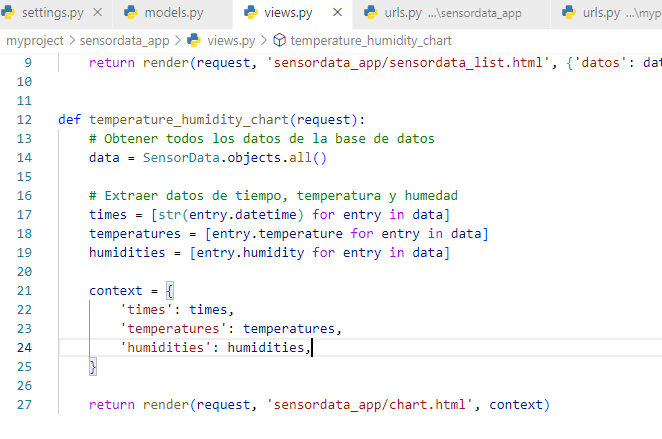 settings.py models.py views.py × urls.py ...\sensordata_app urls.py ...\myp
myproject > sensordata_app > views.py > temperature_humidity_chart
9 return render(request, 'sensordata_app/sensordata_list.html', {'datos': dat
10
11
12 def temperature_humidity_chart(request):
13 # Obtener todos los datos de la base de datos
14 data = SensorData.objects.all()
15
16 # Extraer datos de tiempo, temperatura y humedad
17 times = [str(entry.datetime) for entry in data]
18 temperatures = [entry.temperature for entry in data]
19 humidities = [entry.humidity for entry in data]
20
21 context = {
22 'times': times,
23 'temperatures': temperatures,
24 'humidities': humidities,
25 }
26
27 return render(request, 'sensordata_app/chart.html', context)